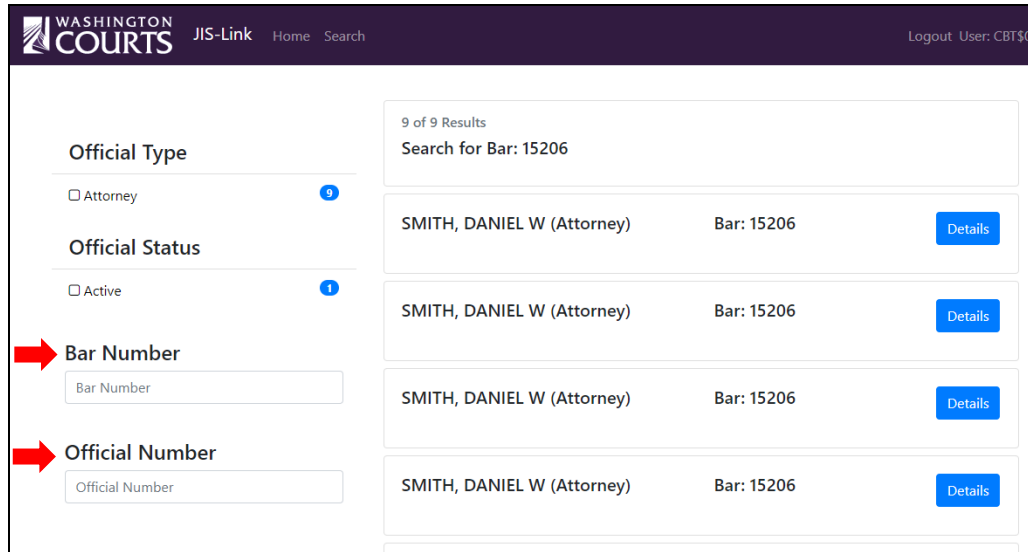 WASHINGTON
COURTS
JIS-Link Home Search Logout User: CBT$
Official Type
Attorney 9
Official Status
Active 1
Bar Number
Bar Number
Official Number
Official Number
9 of 9 Results
Search for Bar: 15206
SMITH, DANIEL W (Attorney) Bar: 15206 Details
SMITH, DANIEL W (Attorney) Bar: 15206 Details
SMITH, DANIEL W (Attorney) Bar: 15206 Details
SMITH, DANIEL W (Attorney) Bar: 15206 Details